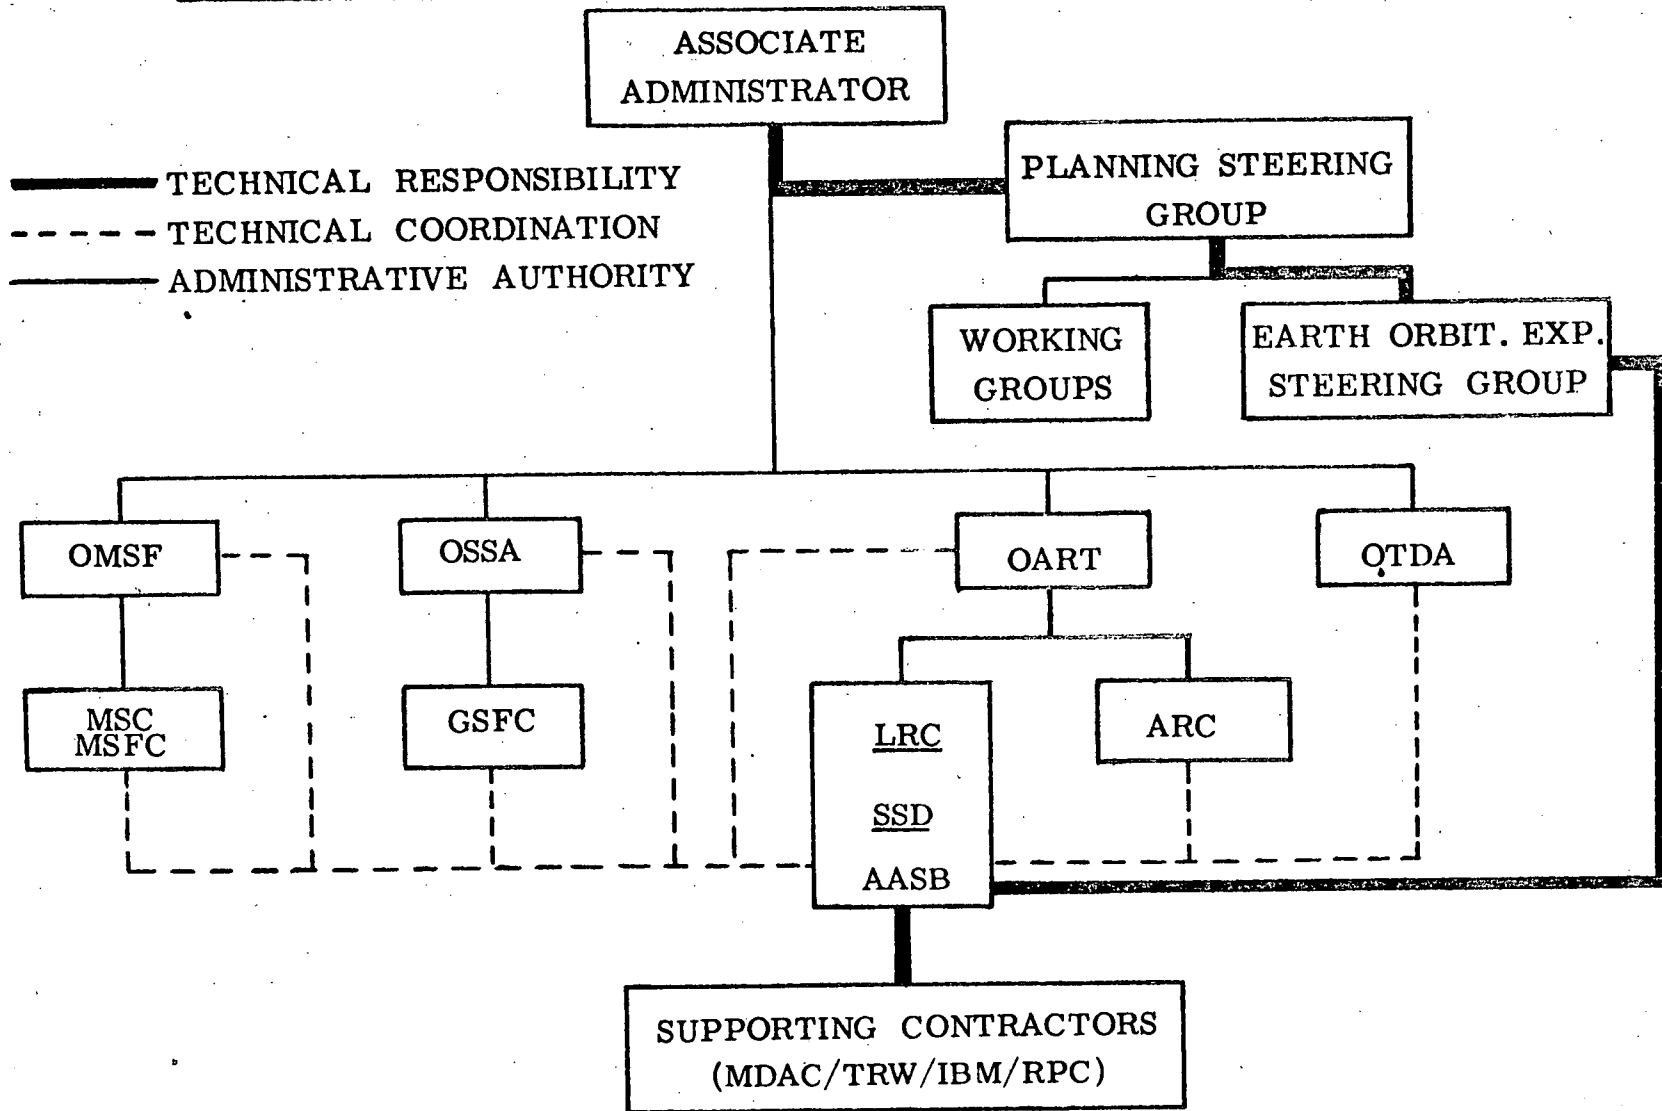 ASSOCIATE
ADMINISTRATOR
TECHNICAL RESPONSIBILITY
TECHNICAL COORDINATION
ADMINISTRATIVE AUTHORITY
PLANNING STEERING
GROUP
WORKING
GROUPS
EARTH ORBIT. EXP.
STEERING GROUP
OMSF
OSSA
OART
OTDA
MSC
MSFC
GSFC
LRC
SSD
AASB
ARC
SUPPORTING CONTRACTORS
(MDAC/TRW/IBM/RPC)